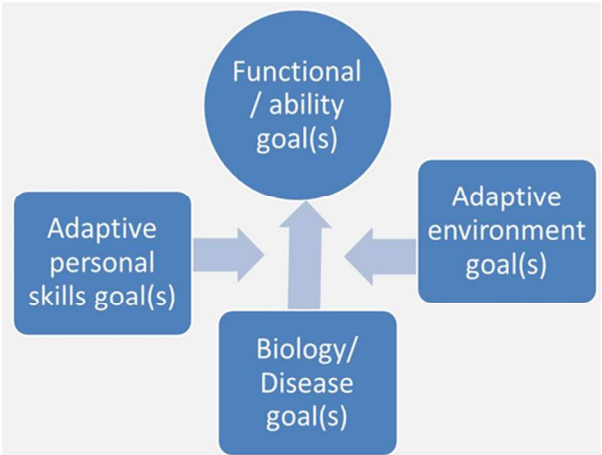 Functional
/ ability
goal(s)
Adaptive
personal
skills goal(s)
Adaptive
environment
goal(s)
Biology/
Disease
goal(s)